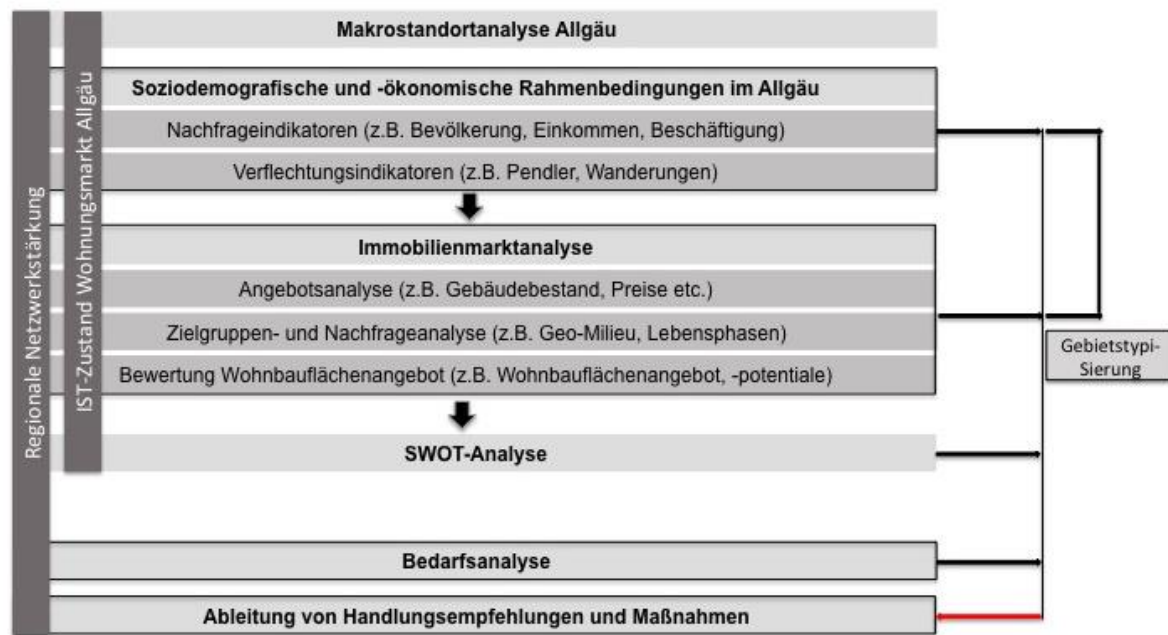 Regionale Netzwerkstärkung
IST-Zustand Wohnungsmarkt Allgäu
Makrostandortanalyse Allgäu
Soziodemografische und -ökonomische Rahmenbedingungen im Allgäu
Nachfrageindikatoren (z.B. Bevölkerung, Einkommen, Beschäftigung)
Verflechtungsindikatoren (z.B. Pendler, Wanderungen)
Immobilienmarktanalyse
Angebotsanalyse (z.B. Gebäudebestand, Preise etc.)
Zielgruppen- und Nachfrageanalyse (z.B. Geo-Milieu, Lebensphasen)
Bewertung Wohnbauflächenangebot (z.B. Wohnbauflächenangebot, -potentiale)
SWOT-Analyse
Bedarfsanalyse
Ableitung von Handlungsempfehlungen und Maßnahmen
Gebietstypi-
Sierung